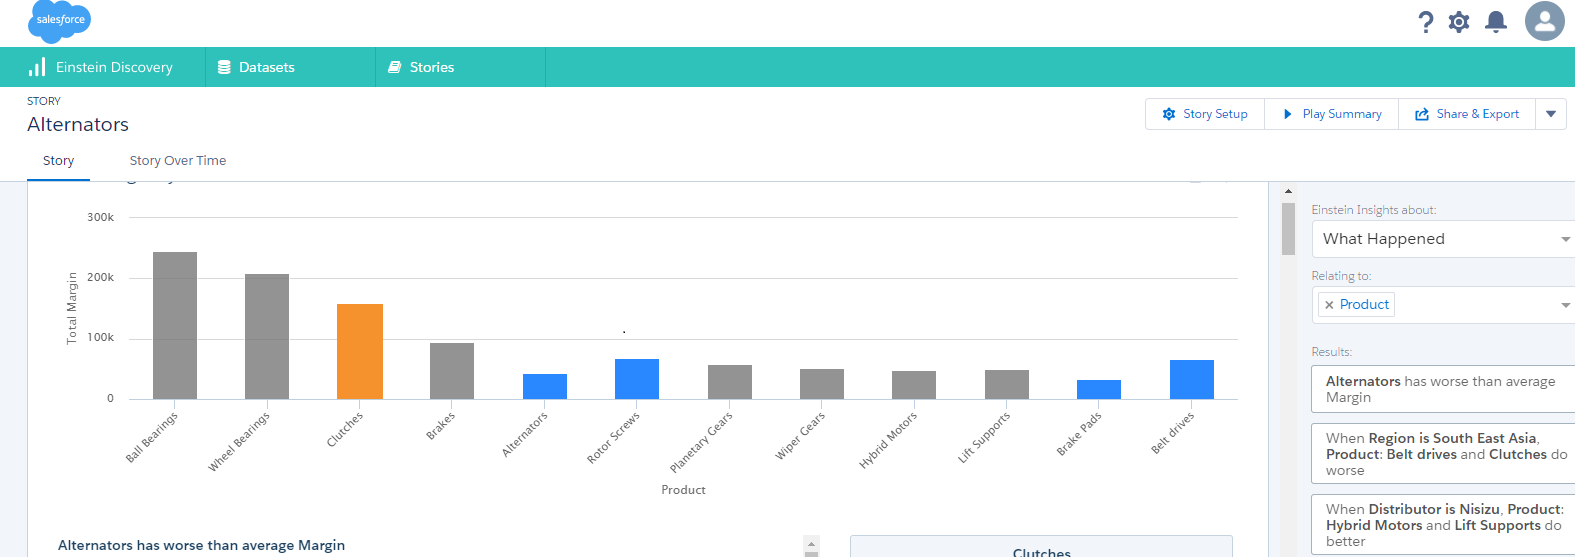 salesforce
?
Einstein Discovery
Datasets
Stories
STORY
Alternators
Story Setup
Play Summary
Share & Export
Story
Story Over Time
300k
200k
100k
0
Total Margin
Ball Bearings
Wheel Bearings
Clutches
Brakes
Alternators
Rotor Screws
Planetary Gears
Wiper Gears
Hybrid Motors
Lift Supports
Brake Pads
Belt drives
Product
Alternators has worse than average Margin
Clutches
Einstein Insights about:
What Happened
Relating to:
× Product
Results:
Alternators has worse than average
Margin
When Region is South East Asia,
Product: Belt drives and Clutches do
worse
When Distributor is Nisizu, Product:
Hybrid Motors and Lift Supports do
better